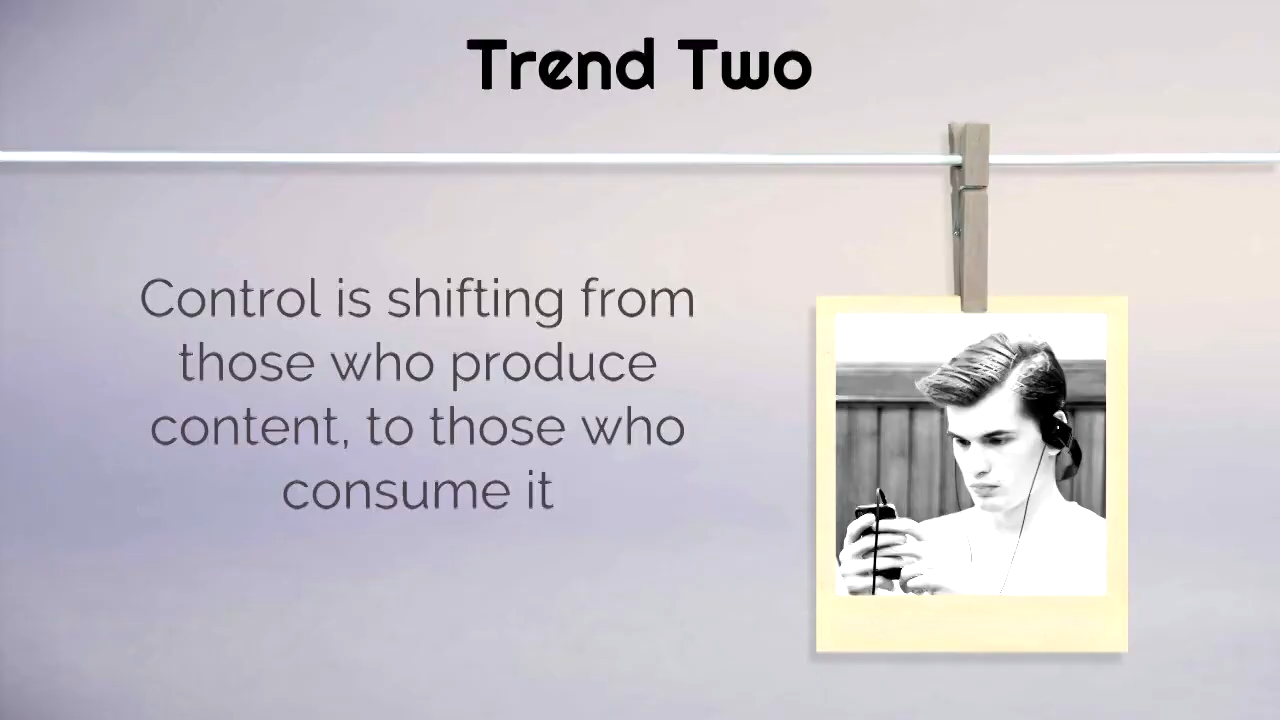 Trend Two
Control is shifting from
those who produce
content, to those who
consume it